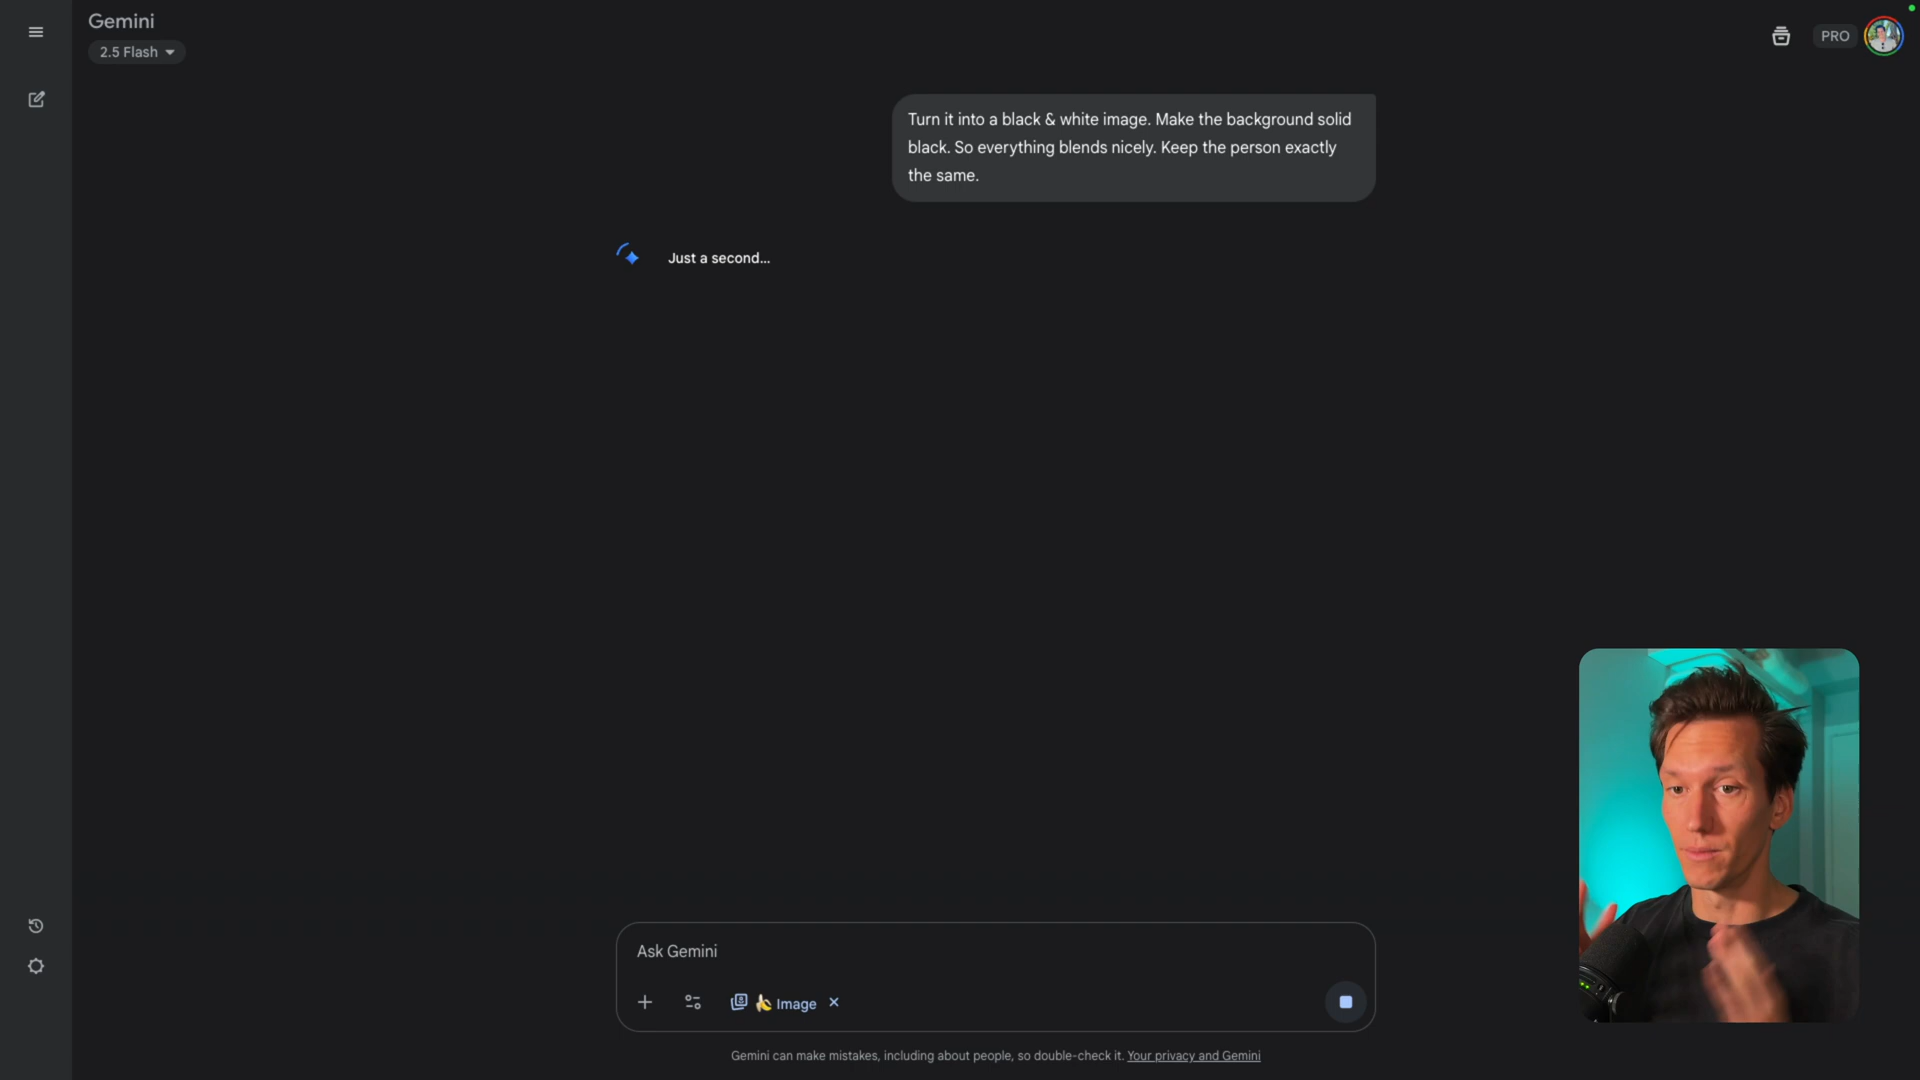 Gemini
2.5 Flash
PRO
Turn it into a black & white image. Make the background solid
black. So everything blends nicely. Keep the person exactly
the same.
Just a second...
Ask Gemini
Image
Gemini can make mistakes, including about people, so double-check it. Your privacy and Gemini